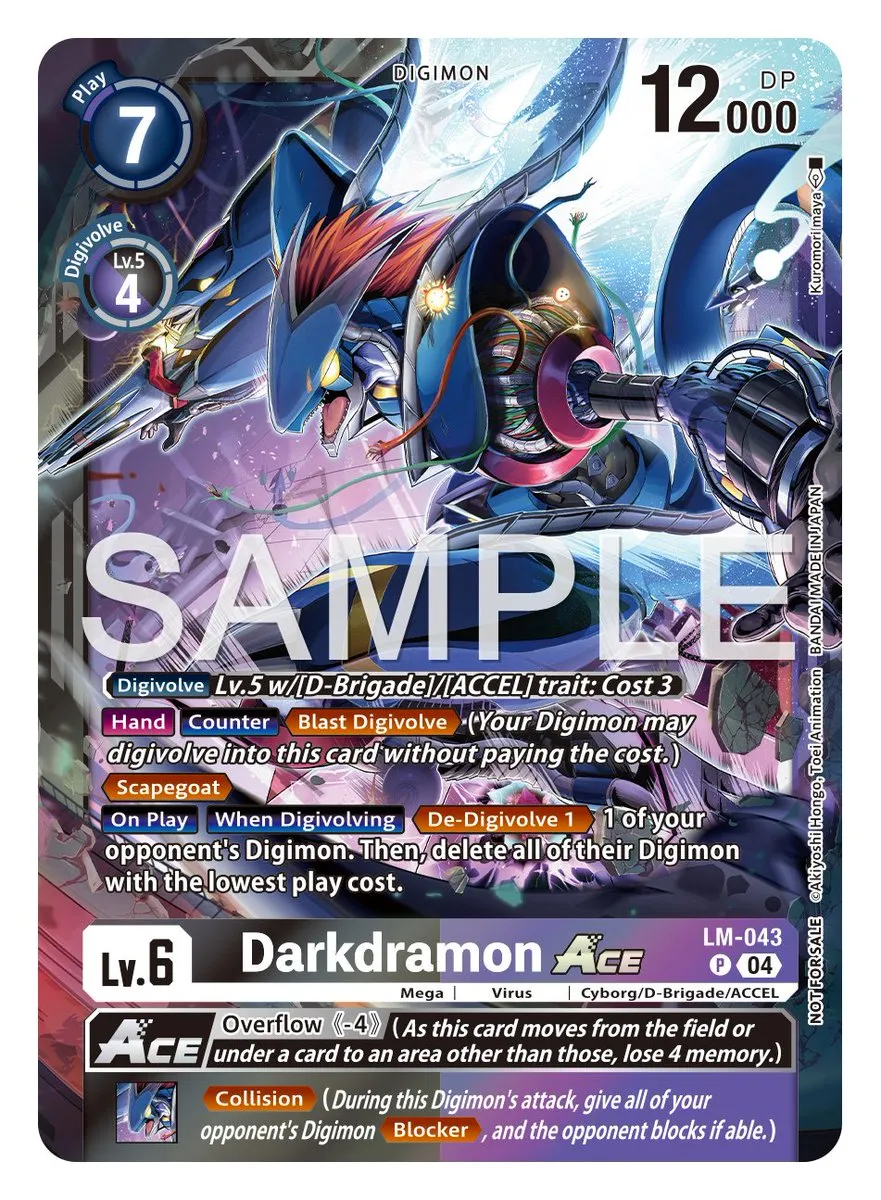 DIGIMON
Play
7
12000
DP
Digivolve
Lv.5
4
Kuromori Imaya
SAMPLE
BANDAI MADE IN JAPAN
©Akiyoshi Hongo, Toei Animation
NOT FOR SALE
Digivolve Lv.5 w/[D-Brigade]/[ACCEL] trait: Cost 3
Hand Counter Blast Digivolve (Your Digimon may
digivolve into this card without paying the cost.)
Scapegoat
On Play When Digivolving De-Digivolve 1 1 of your
opponent's Digimon. Then, delete all of their Digimon
with the lowest play cost.
Lv.6
Darkdramon ACE
LM-043
P 04
Mega | Virus | Cyborg/D-Brigade/ACCEL
ACE
Overflow 《-4》 (As this card moves from the field or
under a card to an area other than those, lose 4 memory.)
Collision (During this Digimon's attack, give all of your
opponent's Digimon Blocker, and the opponent blocks if able.)